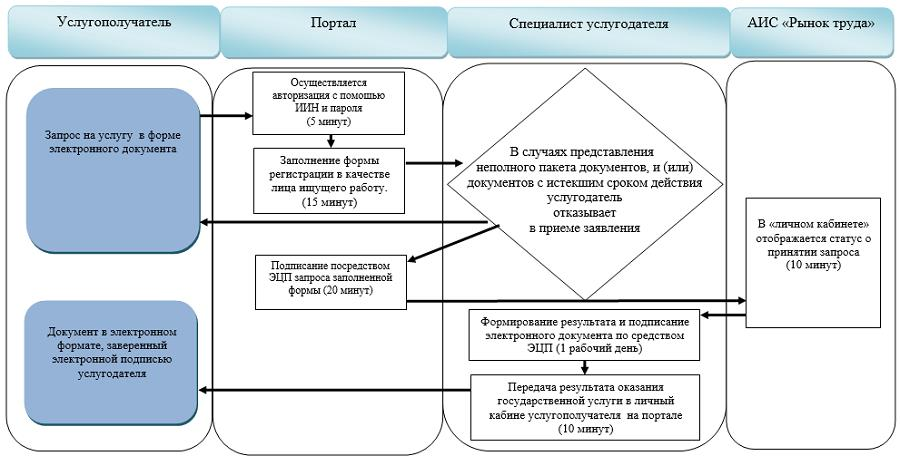 Услугополучатель
Портал
Специалист услугодателя
АИС «Рынок труда»
Запрос на услугу в форме
электронного документа
Осуществляется
авторизация с помощью
ИИН и пароля
(5 минут)
Заполнение формы
регистрации в качестве
лица ищущего работу.
(15 минут)
В случаях представления
неполного пакета документов, и (или)
документов с истекшим сроком действия
услугодатель
отказывает
в приеме заявления
Подписание посредством
ЭЦП запроса заполненной
формы (20 минут)
В «личном кабинете»
отображается статус о
принятии запроса
(10 минут)
Формирование результата и подписание
электронного документа по средством
ЭЦП (1 рабочий день)
Передача результата оказания
государственной услуги в личный
кабине услугополучателя на портале
(10 минут)
Документ в электронном
формате, заверенный
электронной подписью
услугодателя